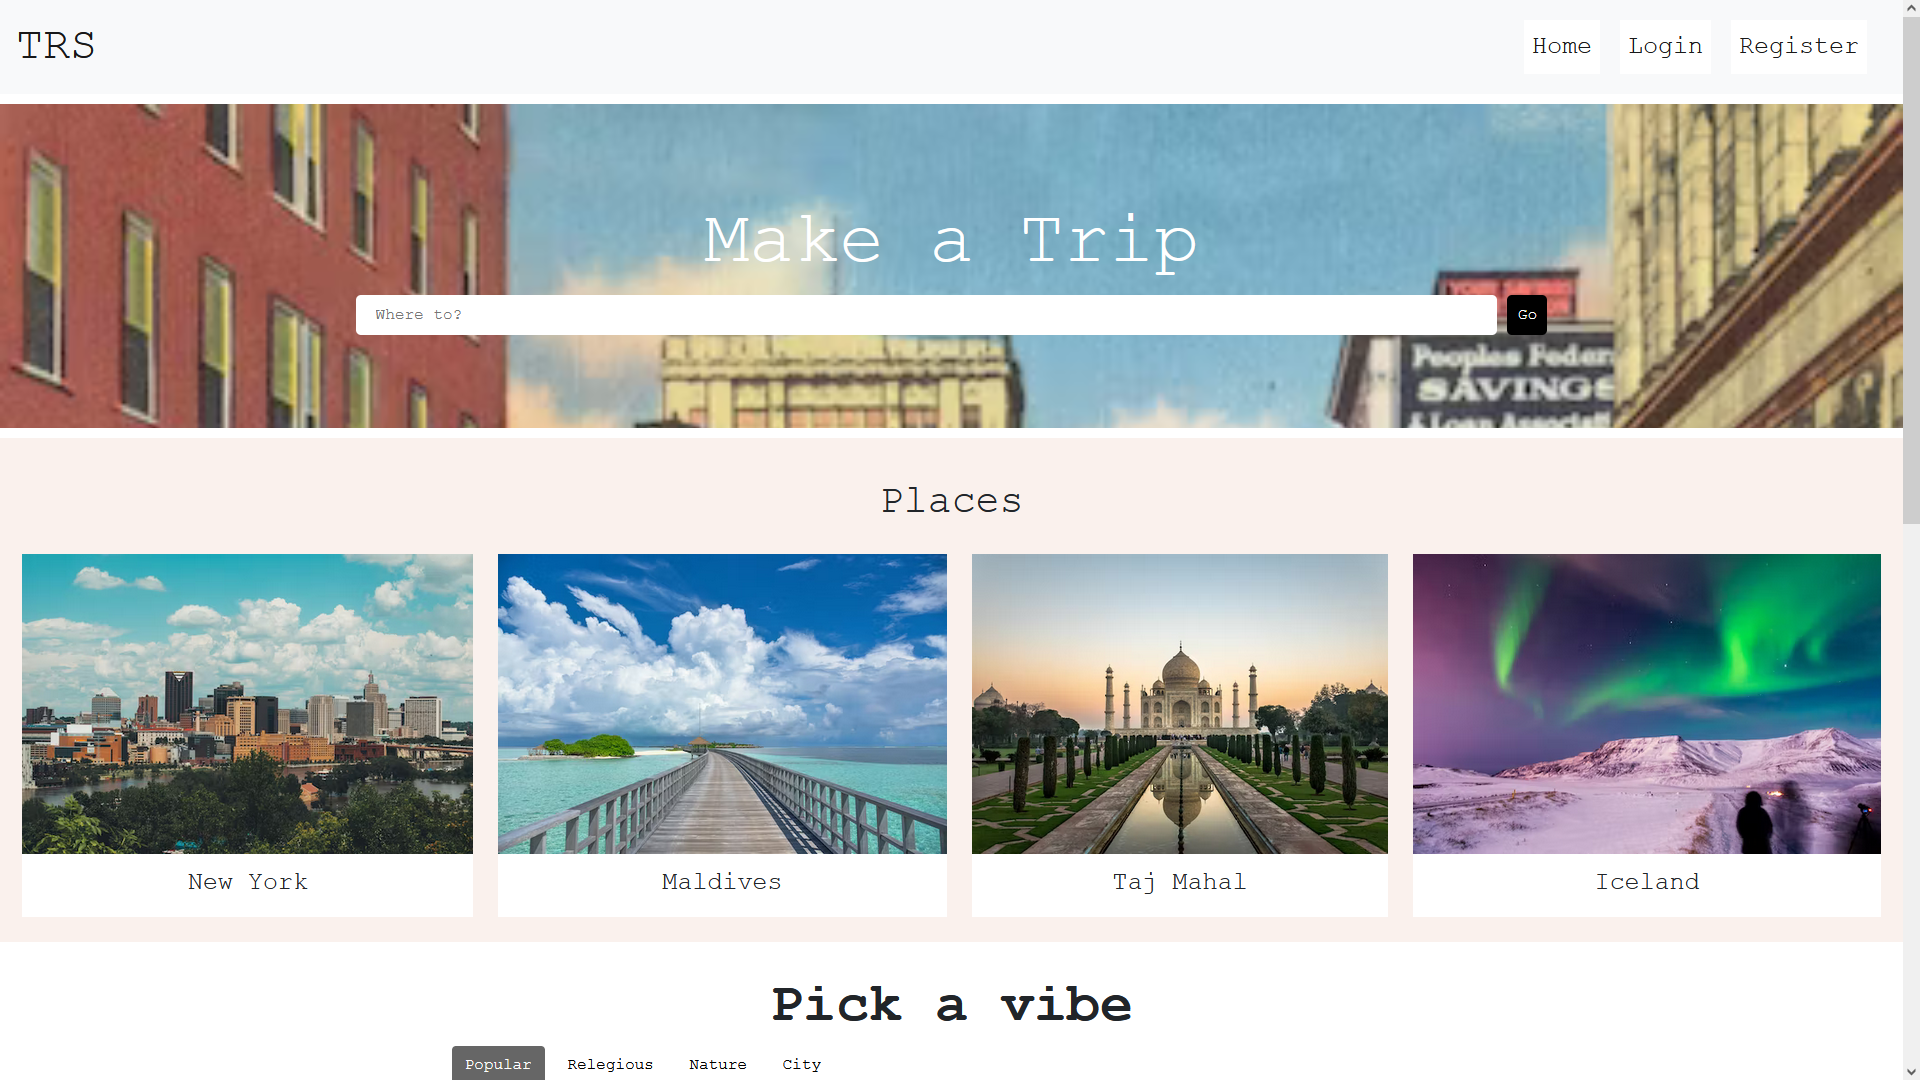 TRS
Home Login Register
Make a Trip
Where to? Go
Peoples Feder
SAVINGS
& Loan Associati
Places
New York Maldives Taj Mahal Iceland
Pick a vibe
Popular Relegious Nature City